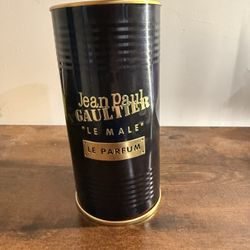 Jean Paul
GAULTIER
"LE MALE"
LE PARFUM